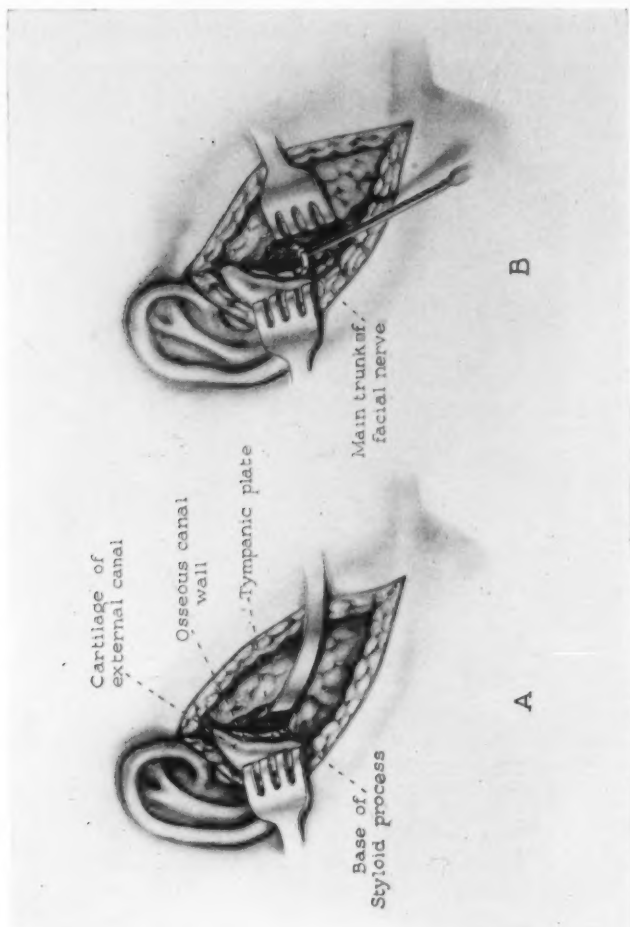 Cartilage of
external canal
Osseous canal
wall
Tympanic plate
Base of
Styloid process
A
Main trunk of
facial nerve
B